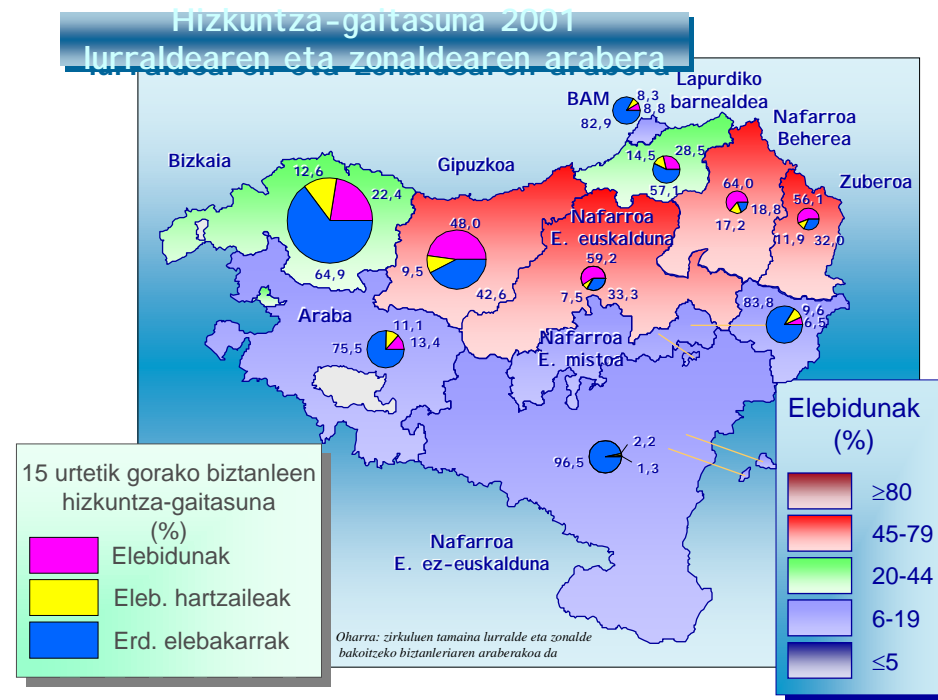 Hizkuntza-gaitasuna 2001
lurraldearen eta zonaldearen arabera
Lapurdiko
barnealdea
BAM
8,3
8,8
82,9
Nafarroa
Beherea
Bizkaia
Gipuzkoa
Zuberoa
12,6
22,4
64,9
14,5
28,5
57,1
64,0
18,8
17,2
56,1
11,9
32,0
48,0
9,5
42,6
Nafarroa
E. euskalduna
59,2
7,5
33,3
83,8
9,6
6,5
Araba
11,1
13,4
75,5
Nafarroa
E. mistoa
96,5
2,2
1,3
Nafarroa
E. ez-euskalduna
Elebidunak
(%)
≥80
45-79
20-44
6-19
≤5
15 urtetik gorako biztanleen
hizkuntza-gaitasuna
(%)
Elebidunak
Eleb. hartzaileak
Erd. elebakarrak
Oharra: zirkuluen tamaina lurralde eta zonalde
bakoitzeko biztanleriaren araberakoa da